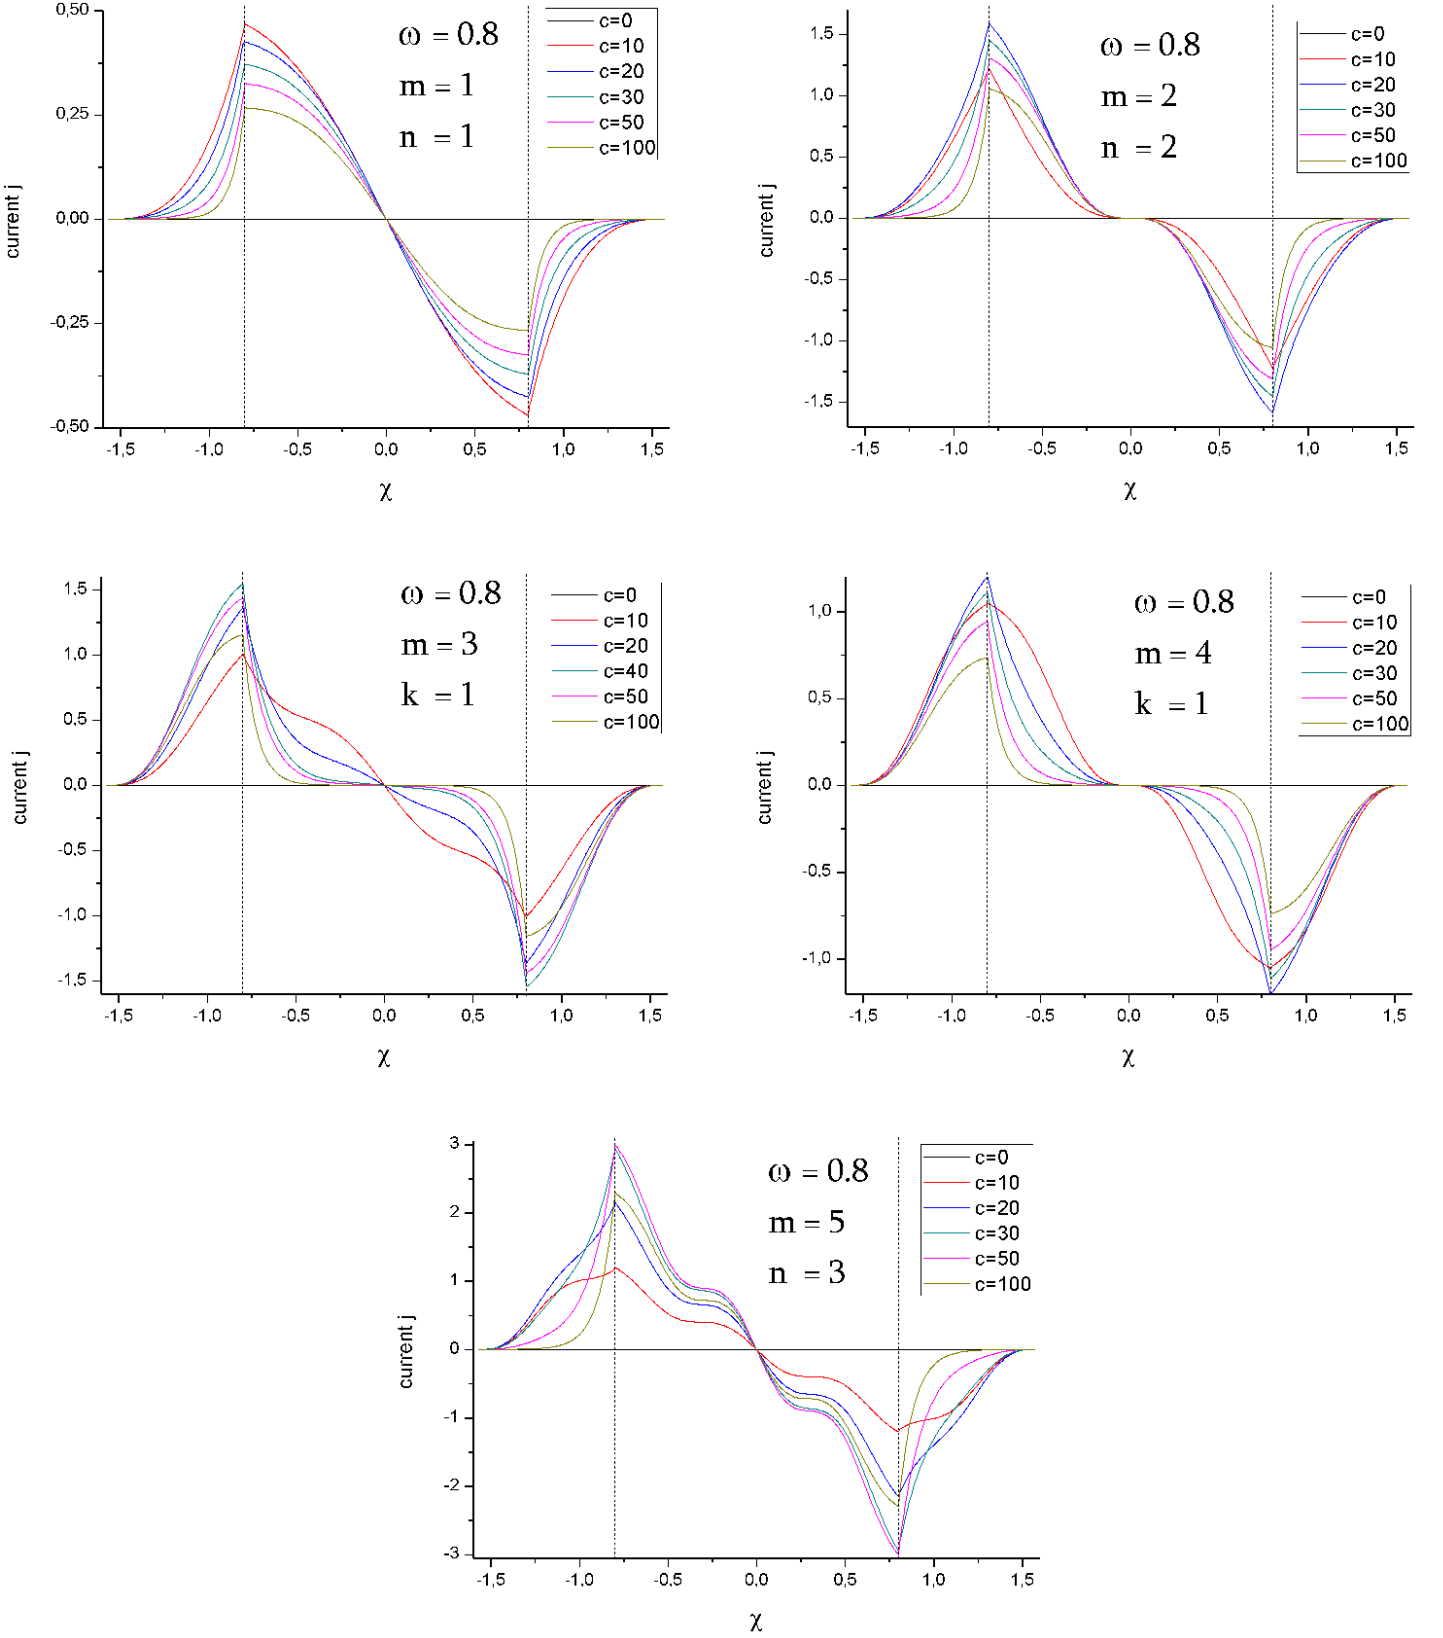 0,50
0,25
0,00
-0,25
-0,50
current j
-1,5 -1,0 -0,5 0,0 0,5 1,0 1,5
χ
ω = 0.8
m = 1
n = 1
c=0
c=10
c=20
c=30
c=50
c=100
1.5
1.0
0.5
0.0
-0.5
-1.0
-1.5
current j
-1,5 -1,0 -0,5 0,0 0,5 1,0 1,5
χ
ω = 0.8
m = 2
n = 2
c=0
c=10
c=20
c=30
c=50
c=100
1.5
1.0
0.5
0.0
-0.5
-1.0
-1.5
current j
-1,5 -1,0 -0,5 0,0 0,5 1,0 1,5
χ
ω = 0.8
m = 3
k = 1
c=0
c=10
c=20
c=40
c=50
c=100
1,0
0,5
0,0
-0,5
-1,0
current j
-1,5 -1,0 -0,5 0.0 0,5 1,0 1,5
χ
ω = 0.8
m = 4
k = 1
c=0
c=10
c=20
c=30
c=50
c=100
3
2
1
0
-1
-2
-3
current j
-1,5 -1,0 -0,5 0,0 0,5 1,0 1,5
χ
ω = 0.8
m = 5
n = 3
c=0
c=10
c=20
c=30
c=50
c=100